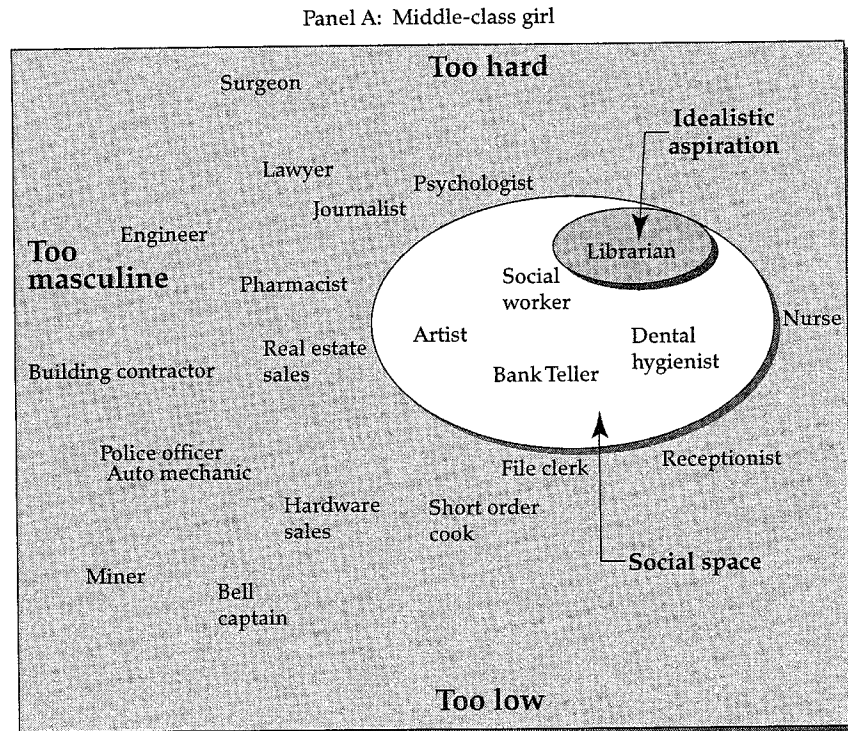 Panel A: Middle-class girl
Too hard
Surgeon
Idealistic
aspiration
Lawyer
Psychologist
Journalist
Engineer
Too
masculine
Librarian
Pharmacist
Social
worker
Nurse
Artist
Dental
hygienist
Real estate
sales
Building contractor
Bank Teller
Police officer
Auto mechanic
File clerk
Receptionist
Hardware
sales
Short order
cook
Social space
Miner
Bell
captain
Too low